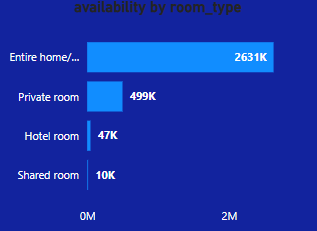 availability by room_type
Entire home/...
2631K
Private room
499K
Hotel room
47K
Shared room
10K
0M
2M